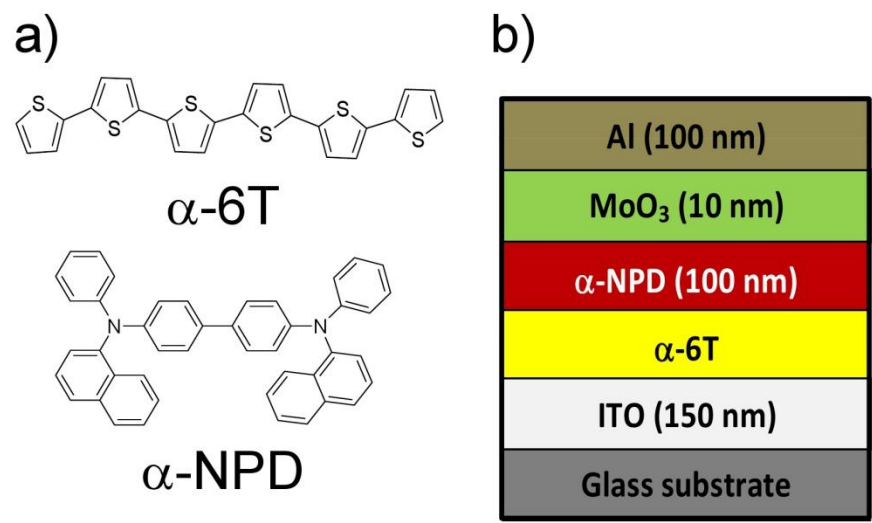 a)
S
S
S
S
S
S
α-6T
N
N
α-NPD
b)
Al (100 nm)
MoO₃ (10 nm)
α-NPD (100 nm)
α-6T
ITO (150 nm)
Glass substrate